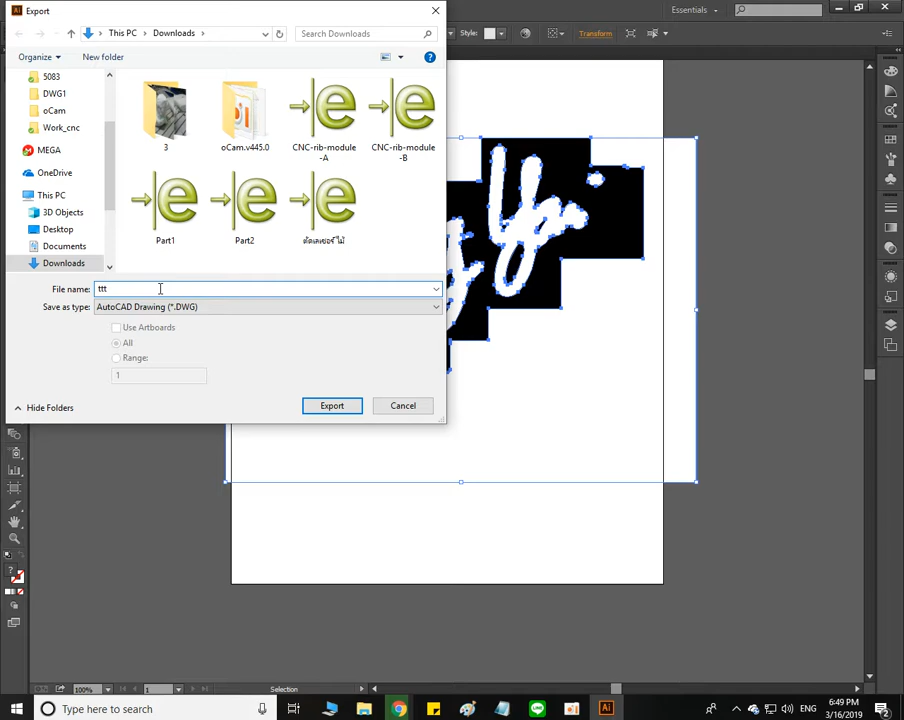 Export
This PC > Downloads >
Search Downloads
Organize
New folder
5083
DWG1
oCam
Work_cnc
MEGA
OneDrive
This PC
3D Objects
Desktop
Documents
Downloads
3
oCam.v445.0
CNC-rib-module
-A
CNC-rib-module
-B
Part1
Part2
ตัดเลเซอร์ไม้
File name: ttt
Save as type: AutoCAD Drawing (*.DWG)
Use Artboards
All
Range:
1
Hide Folders
Export
Cancel
Essentials
Style:
Transform
100%
1
Selection
Type here to search
ENG
6:49 PM
3/16/2019
2